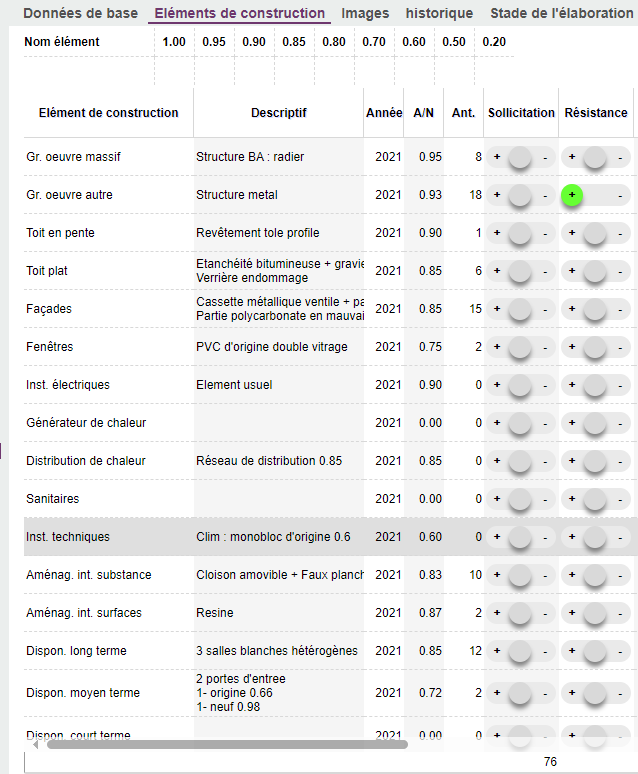 Données de base Eléments de construction Images historique Stade de l'élaboration
Nom élément 1.00 0.95 0.90 0.85 0.80 0.70 0.60 0.50 0.20
Elément de construction Descriptif Année A/N Ant. Sollicitation Résistance
Gr. oeuvre massif Structure BA : radier 2021 0.95 8 + - + -
Gr. oeuvre autre Structure metal 2021 0.93 18 + - + -
Toit en pente Revêtement tole profile 2021 0.90 1 + - + -
Toit plat Etanchéité bitumineuse + gravie 2021 0.85 6 + - + -
Verrière endommage
Façades Cassette métallique ventile + pa 2021 0.85 15 + - + -
Partie polycarbonate en mauvai
Fenêtres PVC d'origine double vitrage 2021 0.75 2 + - + -
Inst. électriques Element usuel 2021 0.90 0 + - + -
Générateur de chaleur 2021 0.00 0 + - + -
Distribution de chaleur Réseau de distribution 0.85 2021 0.85 0 + - + -
Sanitaires 2021 0.00 0 + - + -
Inst. techniques Clim : monobloc d'origine 0.6 2021 0.60 0 + - + -
Aménag. int. substance Cloison amovible + Faux planch 2021 0.83 10 + - + -
Aménag. int. surfaces Resine 2021 0.87 2 + - + -
Dispon. long terme 3 salles blanches hétérogènes 2021 0.85 12 + - + -
Dispon. moyen terme 2 portes d'entree 2021 0.72 2 + - + -
1- origine 0.66
1- neuf 0.98
Dispon. court terme 2021 0.00 0 + - + -
76